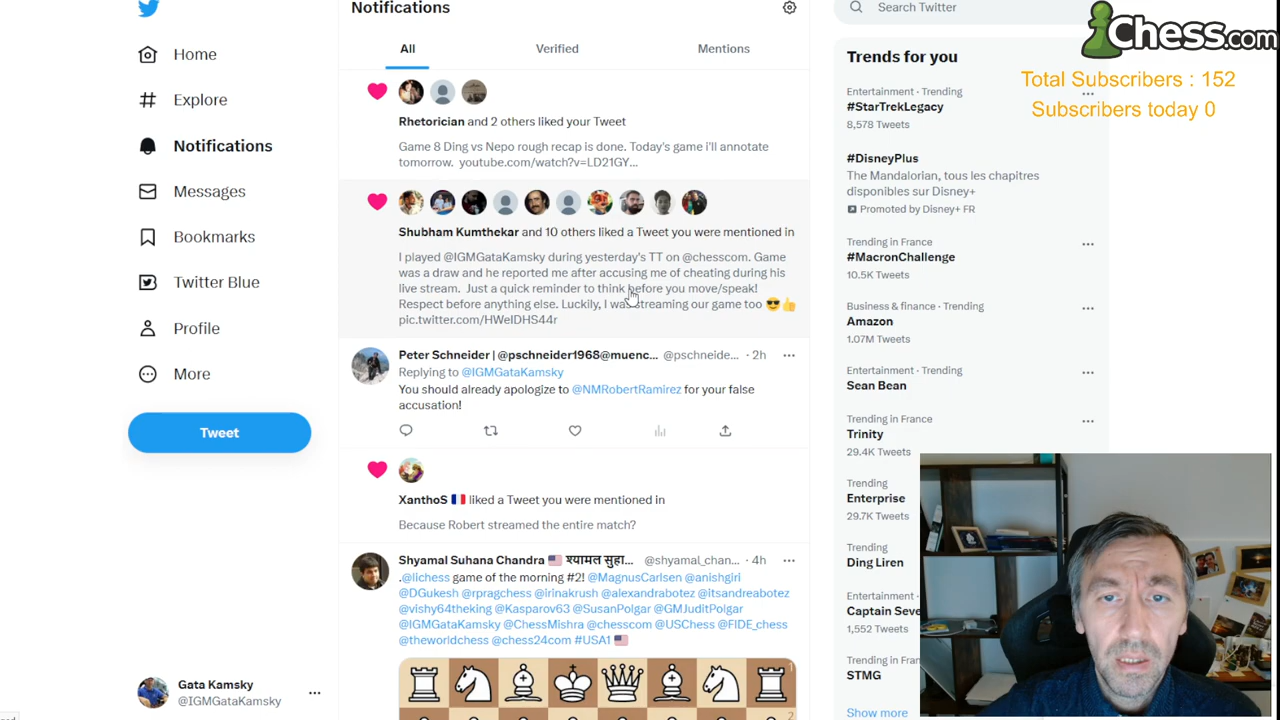 Home
Explore
Notifications
Messages
Bookmarks
Twitter Blue
Profile
More
Tweet
Gata Kamsky
@IGMGataKamsky
...
Notifications
All
Verified
Mentions
Rhetorician and 2 others liked your Tweet
Game 8 Ding vs Nepo rough recap is done. Today's game i'll annotate
tomorrow. youtube.com/watch?v=LD21GY...
Shubham Kumthekar and 10 others liked a Tweet you were mentioned in
I played @IGMGataKamsky during yesterday's TT on @chesscom. Game
was a draw and he reported me after accusing me of cheating during his
live stream. Just a quick reminder to think before you move/speak!
Respect before anything else. Luckily, I was streaming our game too 😎👍
pic.twitter.com/HWeIDHS44r
Peter Schneider | @pschneider1968@muenc... @pschneide... · 2h
Replying to @IGMGataKamsky
You should already apologize to @NMRobertRamirez for your false
accusation!
XanthoS 🇫🇷 liked a Tweet you were mentioned in
Because Robert streamed the entire match?
Shyamal Suhana Chandra 🇺🇸 श्यामल सुहा... @shyamal_chan... · 4h
.@lichess game of the morning #2! @MagnusCarlsen @anishgiri
@DGukesh @rpragchess @irinakrush @alexandrabotez @itsandreabotez
@vishy64theking @Kasparov63 @SusanPolgar @GMJuditPolgar
@IGMGataKamsky @ChessMishra @chesscom @USChess @FIDE_chess
@theworldchess @chess24com #USA1 🇺🇸
1
2
Search Twitter
Chess.com
Total Subscribers : 152
Subscribers today 0
Trends for you
Entertainment · Trending
#StarTrekLegacy
8,578 Tweets
#DisneyPlus
The Mandalorian, tous les chapitres
disponibles sur Disney+
Promoted by Disney+ FR
Trending in France
#MacronChallenge
10.5K Tweets
Business & finance · Trending
Amazon
1.07M Tweets
Entertainment · Trending
Sean Bean
Trending in France
Trinity
29.4K Tweets
Trending
Enterprise
29.7K Tweets
Trending
Ding Liren
Entertainment ·
Captain Seve
1,552 Tweets
Trending in Fran
STMG
Show more